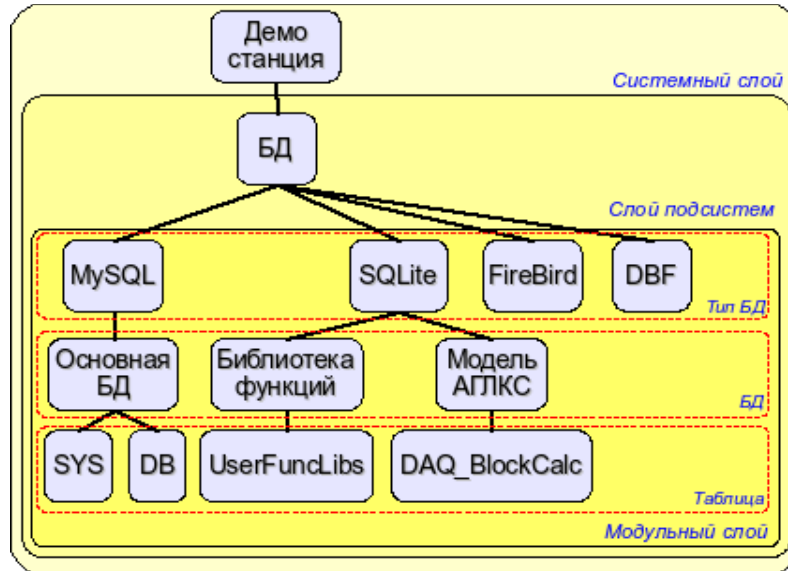 Демо
станция
Системный слой
БД
Слой подсистем
MySQL
SQLite
FireBird
DBF
Тип БД
Основная
БД
Библиотека
функций
Модель
АГЛКС
БД
SYS
DB
UserFuncLibs
DAQ_BlockCalc
Таблица
Модульный слой